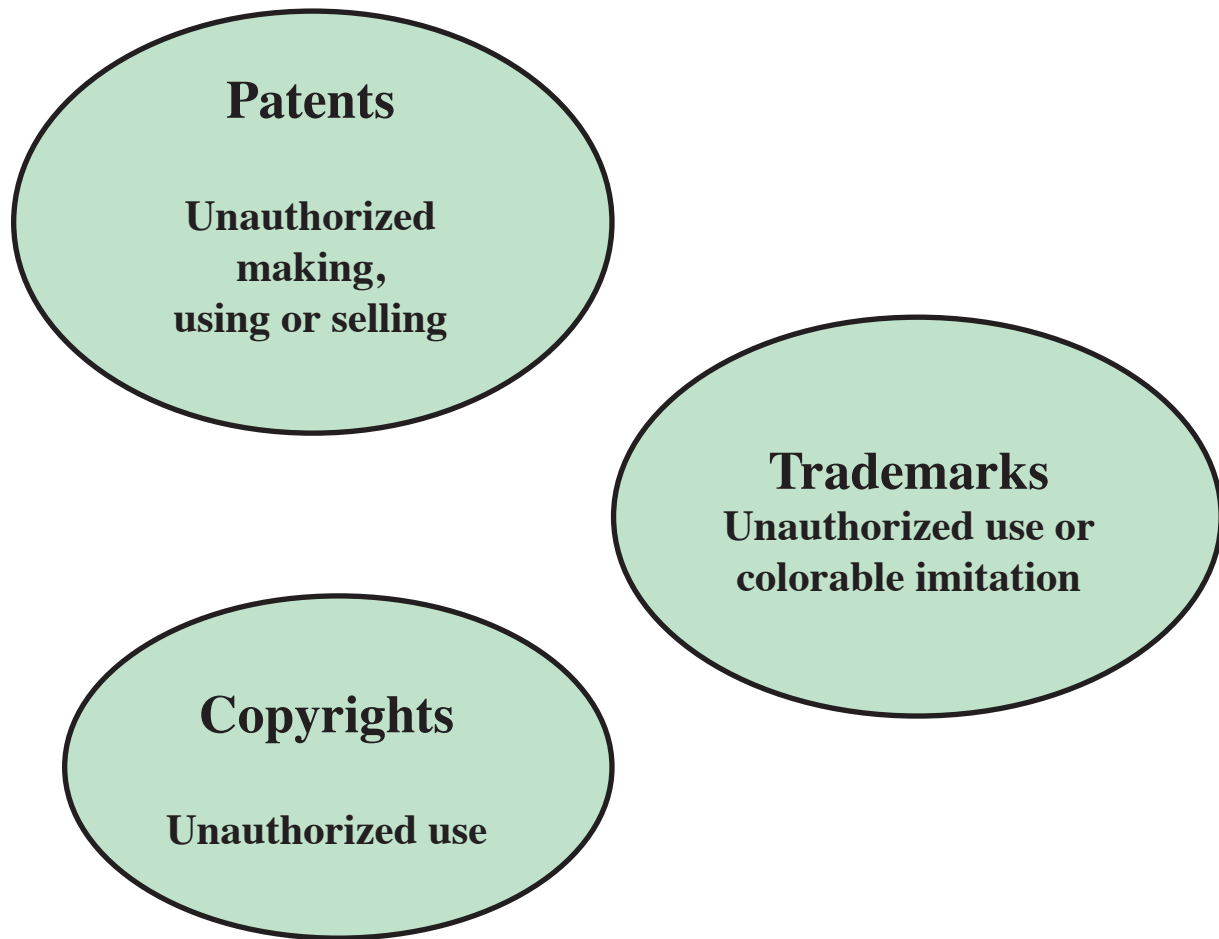 Patents
Unauthorized
making,
using or selling
Trademarks
Unauthorized use or
colorable imitation
Copyrights
Unauthorized use